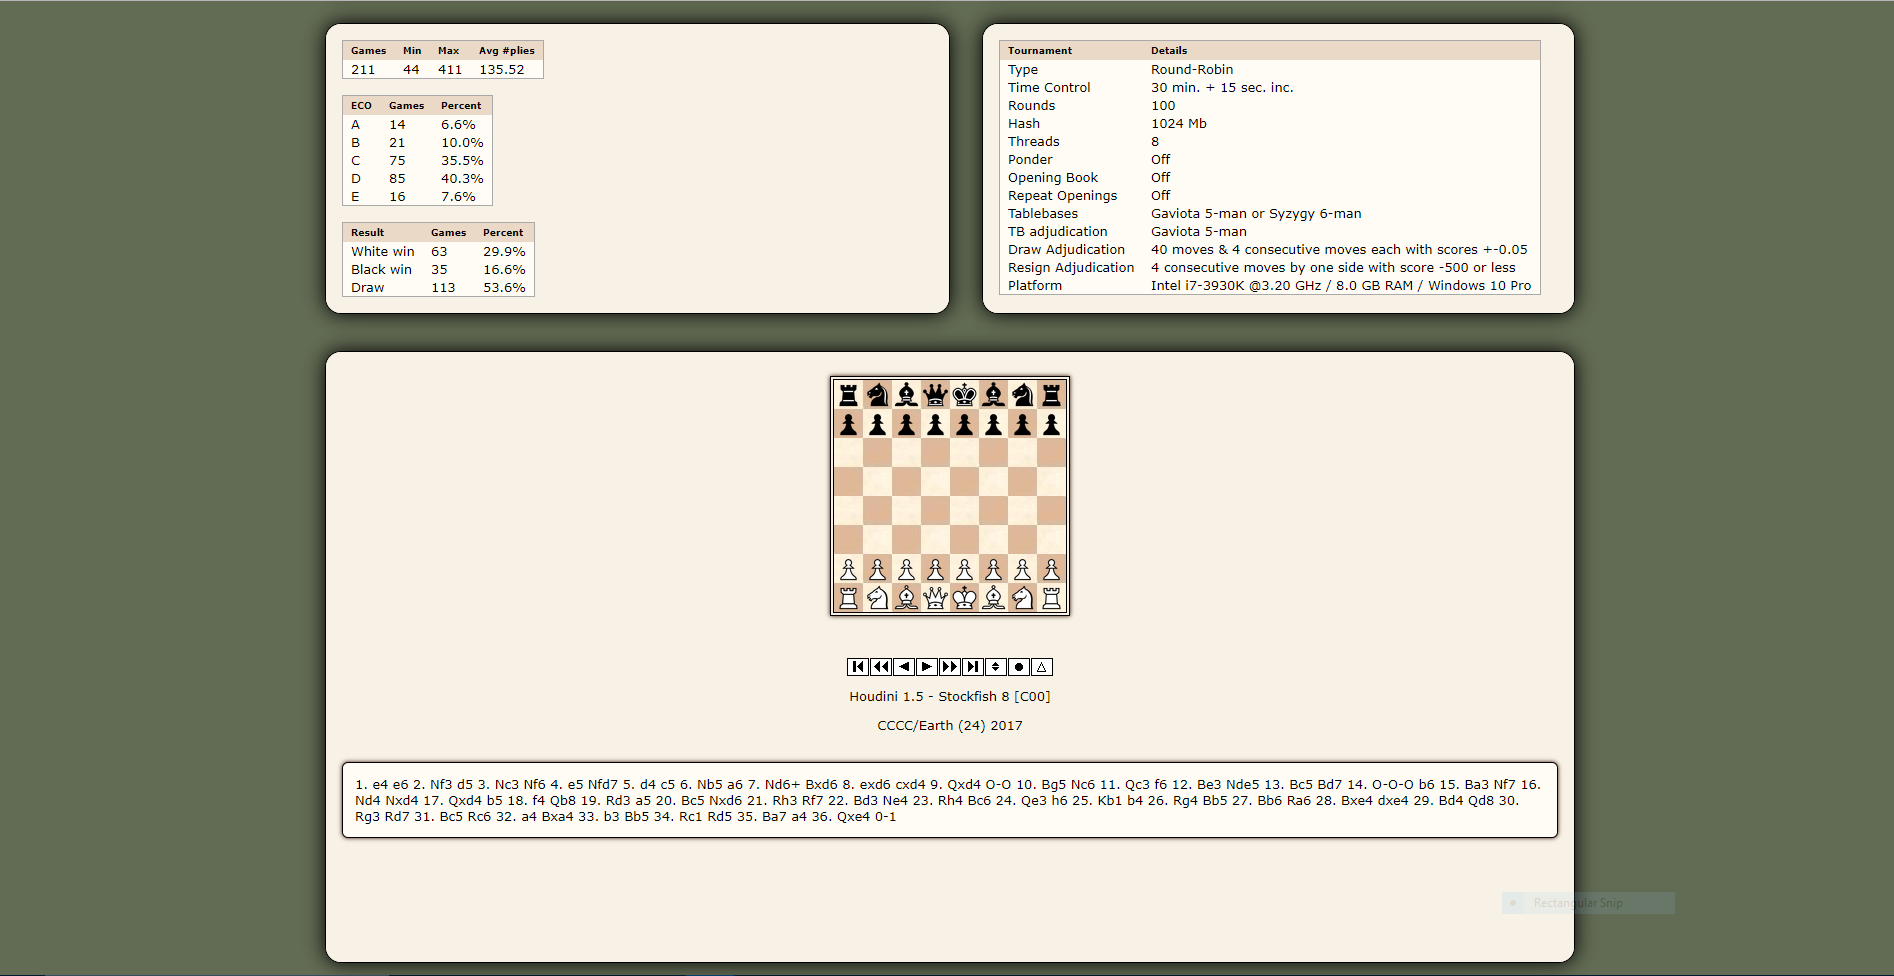 Games Min Max Avg #plies
211 44 411 135.52
ECO Games Percent
A 14 6.6%
B 21 10.0%
C 75 35.5%
D 85 40.3%
E 16 7.6%
Result Games Percent
White win 63 29.9%
Black win 35 16.6%
Draw 113 53.6%
Tournament Details
Type Round-Robin
Time Control 30 min. + 15 sec. inc.
Rounds 100
Hash 1024 Mb
Threads 8
Ponder Off
Opening Book Off
Repeat Openings Off
Tablebases Gaviota 5-man or Syzygy 6-man
TB adjudication Gaviota 5-man
Draw Adjudication 40 moves & 4 consecutive moves each with scores +-0.05
Resign Adjudication 4 consecutive moves by one side with score -500 or less
Platform Intel i7-3930K @3.20 GHz / 8.0 GB RAM / Windows 10 Pro
Houdini 1.5 - Stockfish 8 [C00]
CCCC/Earth (24) 2017
1. e4 e6 2. Nf3 d5 3. Nc3 Nf6 4. e5 Nfd7 5. d4 c5 6. Nb5 a6 7. Nd6+ Bxd6 8. exd6 cxd4 9. Qxd4 O-O 10. Bg5 Nc6 11. Qc3 f6 12. Be3 Nde5 13. Bc5 Bd7 14. O-O-O b6 15. Ba3 Nf7 16.
Nd4 Nxd4 17. Qxd4 b5 18. f4 Qb8 19. Rd3 a5 20. Bc5 Nxd6 21. Rh3 Rf7 22. Bd3 Ne4 23. Rh4 Bc6 24. Qe3 h6 25. Kb1 b4 26. Rg4 Bb5 27. Bb6 Ra6 28. Bxe4 dxe4 29. Bd4 Qd8 30.
Rg3 Rd7 31. Bc5 Rc6 32. a4 Bxa4 33. b3 Bb5 34. Rc1 Rd5 35. Ba7 a4 36. Qxe4 0-1
Rectangular Snip